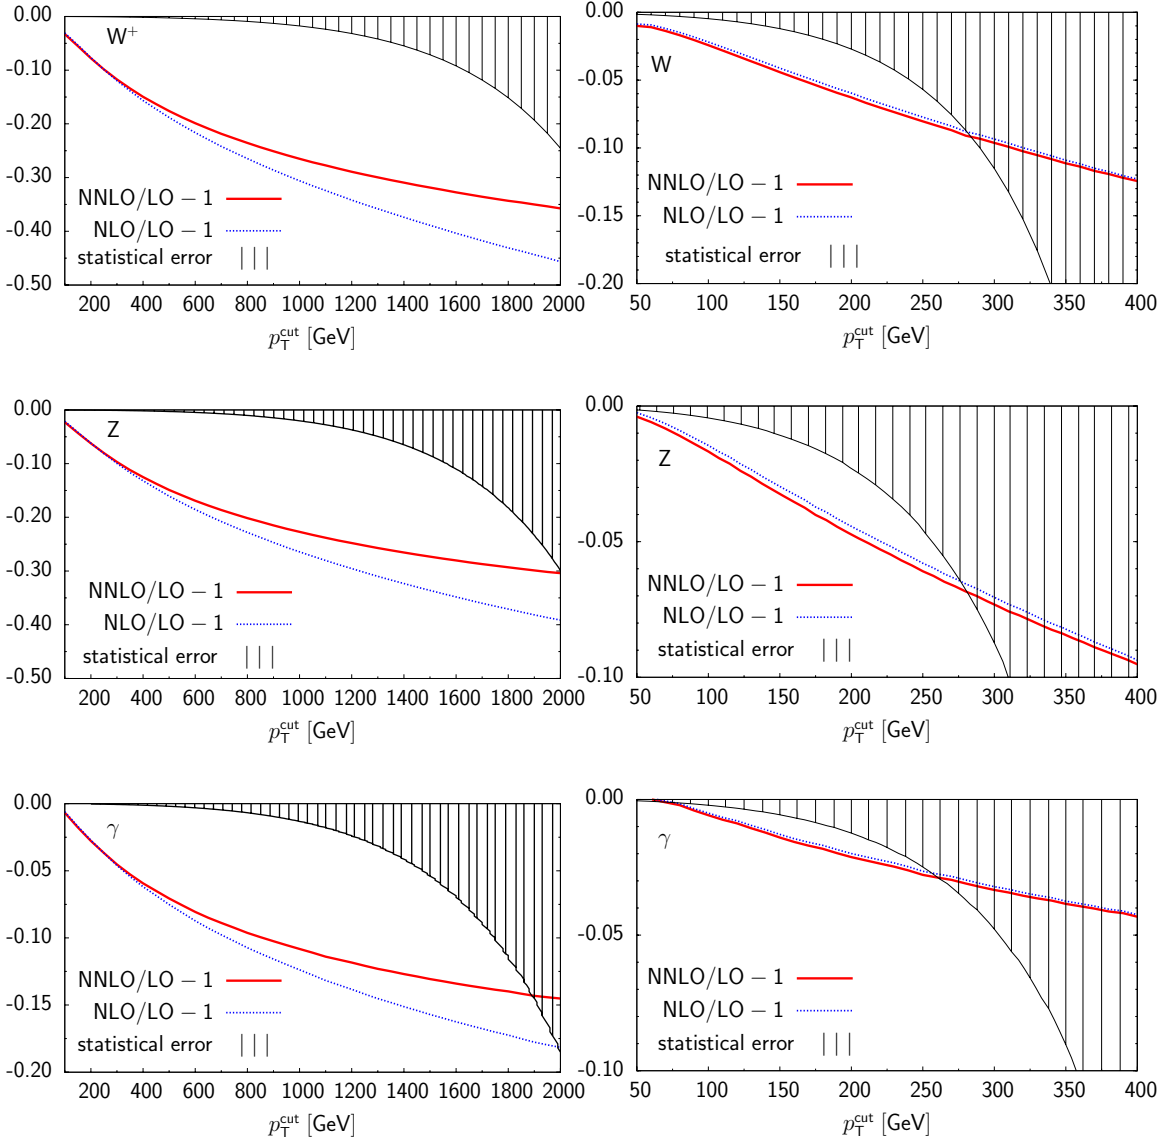 0.00
-0.10
-0.20
-0.30
-0.40
-0.50
W+
NNLO/LO − 1
NLO/LO − 1
statistical error
200 400 600 800 1000 1200 1400 1600 1800 2000
p_T^cut [GeV]
0.00
-0.05
-0.10
-0.15
-0.20
W
NNLO/LO − 1
NLO/LO − 1
statistical error
50 100 150 200 250 300 350 400
p_T^cut [GeV]
0.00
-0.10
-0.20
-0.30
-0.40
-0.50
Z
NNLO/LO − 1
NLO/LO − 1
statistical error
200 400 600 800 1000 1200 1400 1600 1800 2000
p_T^cut [GeV]
0.00
-0.05
-0.10
Z
NNLO/LO − 1
NLO/LO − 1
statistical error
50 100 150 200 250 300 350 400
p_T^cut [GeV]
0.00
-0.05
-0.10
-0.15
-0.20
γ
NNLO/LO − 1
NLO/LO − 1
statistical error
200 400 600 800 1000 1200 1400 1600 1800 2000
p_T^cut [GeV]
0.00
-0.05
-0.10
γ
NNLO/LO − 1
NLO/LO − 1
statistical error
50 100 150 200 250 300 350 400
p_T^cut [GeV]